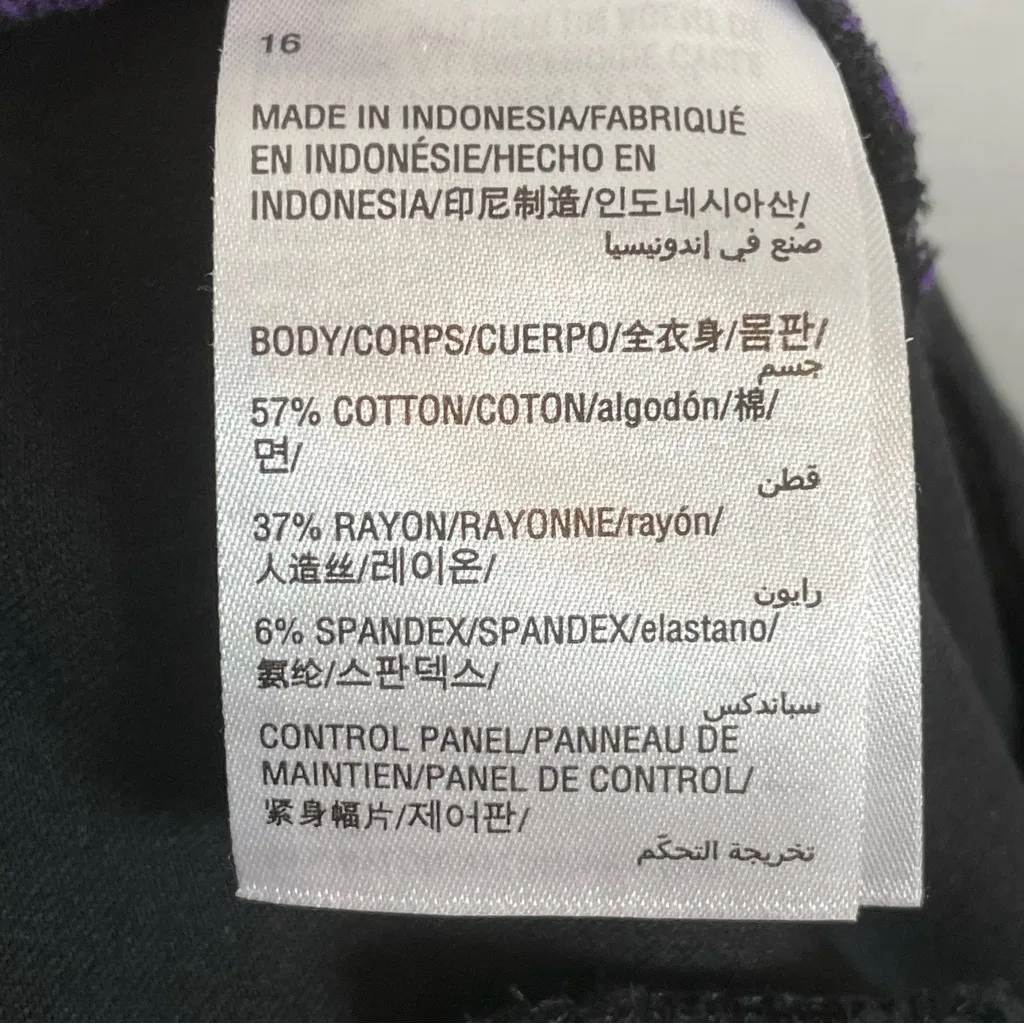 16
MADE IN INDONESIA/FABRIQUÉ
EN INDONÉSIE/HECHO EN
INDONESIA/印尼制造/인도네시아산/
صُنع في إندونيسيا
BODY/CORPS/CUERPO/全衣身/몸판/
جسم
57% COTTON/COTON/algodón/棉/
면/
قطن
37% RAYON/RAYONNE/rayón/
人造丝/레이온/
رايون
6% SPANDEX/SPANDEX/elastano/
氨纶/스판덱스/
سباندكس
CONTROL PANEL/PANNEAU DE
MAINTIEN/PANEL DE CONTROL/
紧身幅片/제어판/
تخريجة التحكّم